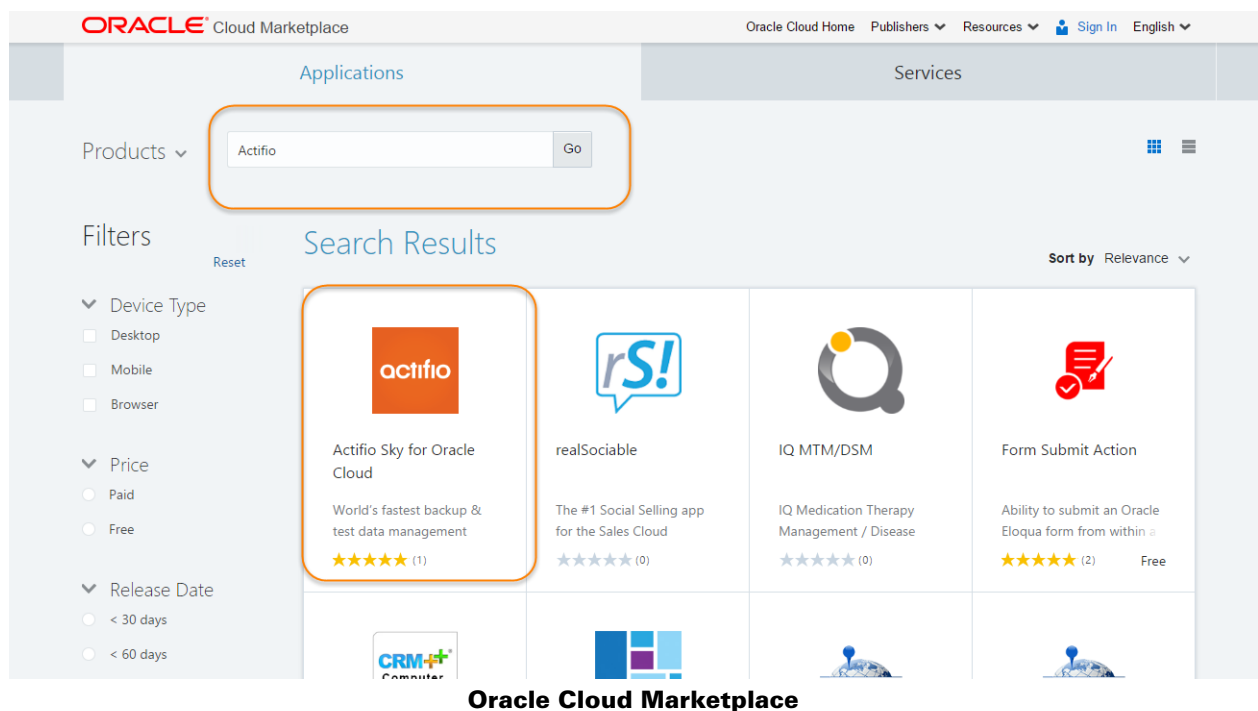 ORACLE Cloud Marketplace
Oracle Cloud Home Publishers Resources Sign In English
Applications
Services
Products
Actifio
Go
Filters
Reset
Search Results
Sort by Relevance
Device Type
Desktop
Mobile
Browser
Price
Paid
Free
Release Date
< 30 days
< 60 days
actifio
Actifio Sky for Oracle
Cloud
World's fastest backup &
test data management
(1)
rS!
realSociable
The #1 Social Selling app
for the Sales Cloud
(0)
IQ MTM/DSM
IQ Medication Therapy
Management / Disease
(0)
Form Submit Action
Ability to submit an Oracle
Eloqua form from within a
(2) Free
CRM++
Computer
Oracle Cloud Marketplace